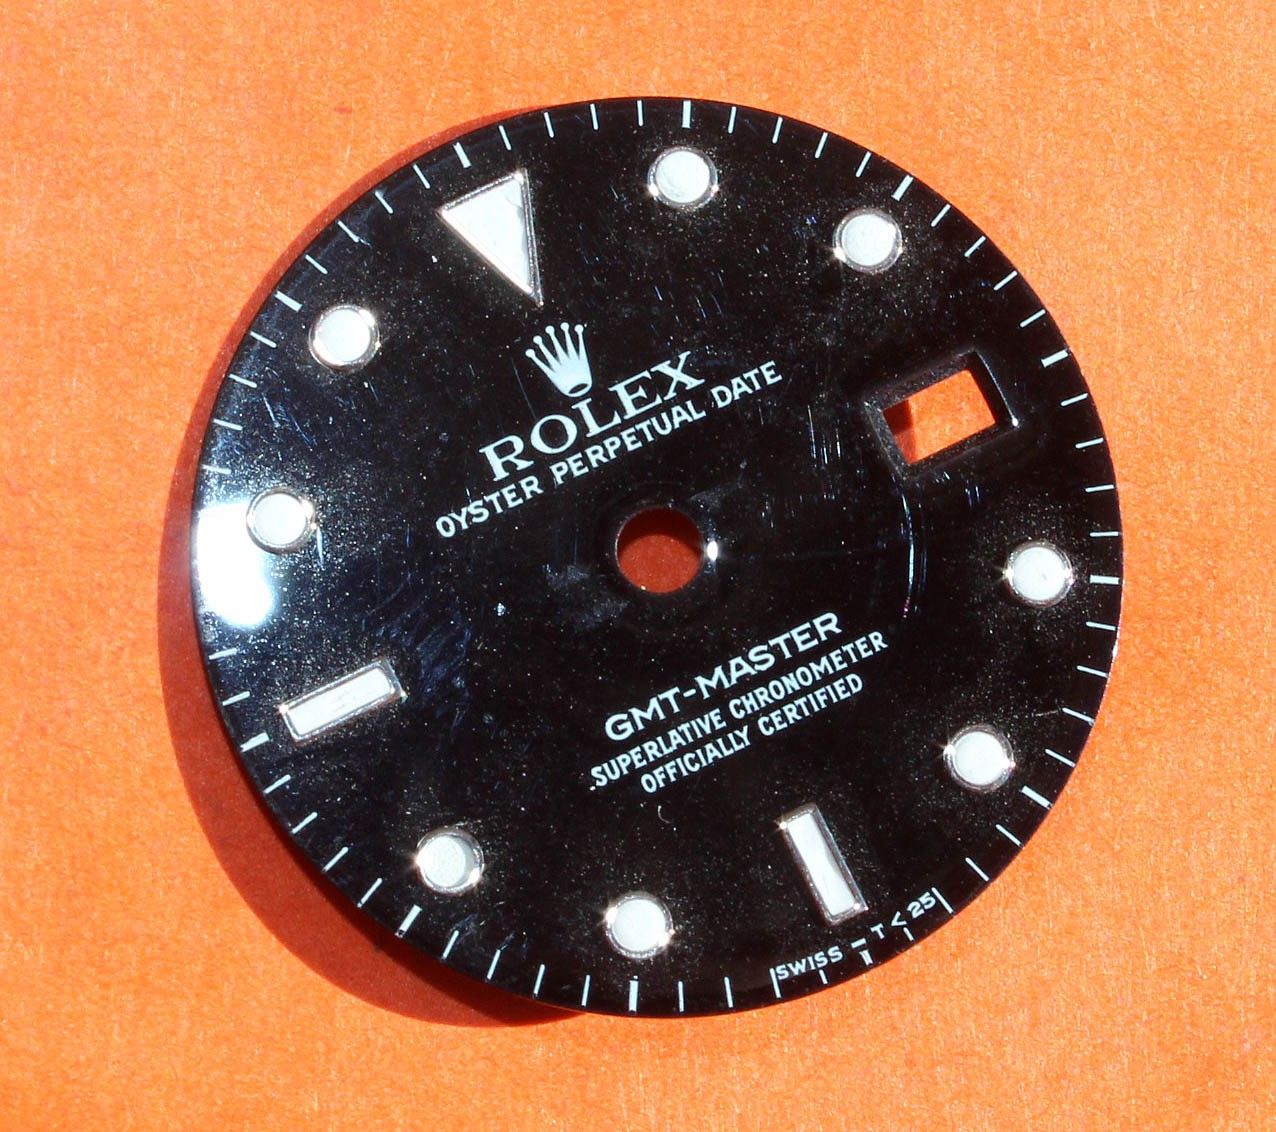 ROLEX
OYSTER PERPETUAL DATE
GMT-MASTER
SUPERLATIVE CHRONOMETER
OFFICIALLY CERTIFIED
SWISS – T < 25